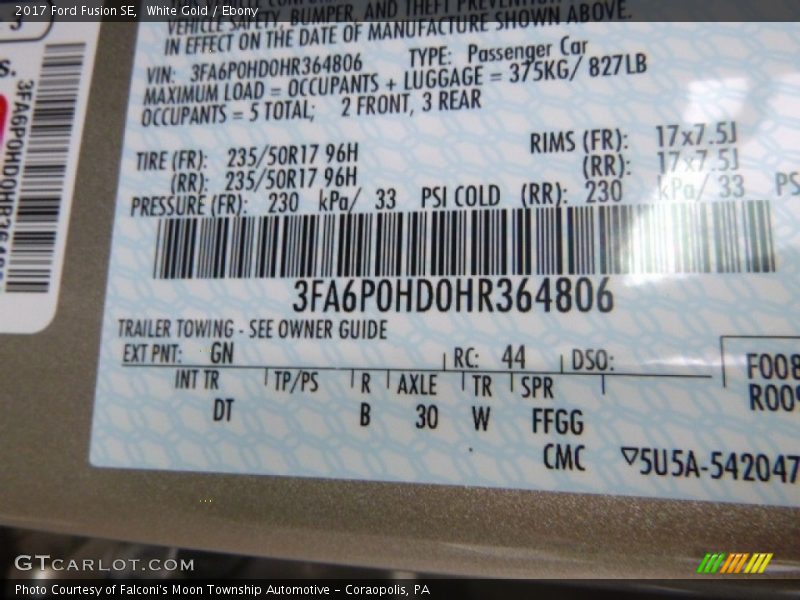 2017 Ford Fusion SE, White Gold / Ebony
VEHICLE SAFETY, BUMPER, AND THEFT
IN EFFECT ON THE DATE OF MANUFACTURE SHOWN ABOVE.
VIN: 3FA6P0HD0HR364806 TYPE: Passenger Car
MAXIMUM LOAD = OCCUPANTS + LUGGAGE = 375KG/ 827LB
OCCUPANTS = 5 TOTAL; 2 FRONT, 3 REAR
TIRE (FR): 235/50R17 96H RIMS (FR): 17x7.5J
(RR): 235/50R17 96H (RR): 17x7.5J
PRESSURE (FR): 230 kPa/ 33 PSI COLD (RR): 230 kPa/ 33 PS
3FA6P0HD0HR364806
TRAILER TOWING - SEE OWNER GUIDE
EXT PNT: GN RC: 44 DSO:
INT TR TP/PS R AXLE TR SPR
DT B 30 W FFGG
CMC ▽5U5A-542047
F008
R009
S.
3FA6P0HD0HR364806
GTCARLOT.COM
Photo Courtesy of Falconi's Moon Township Automotive - Coraopolis, PA